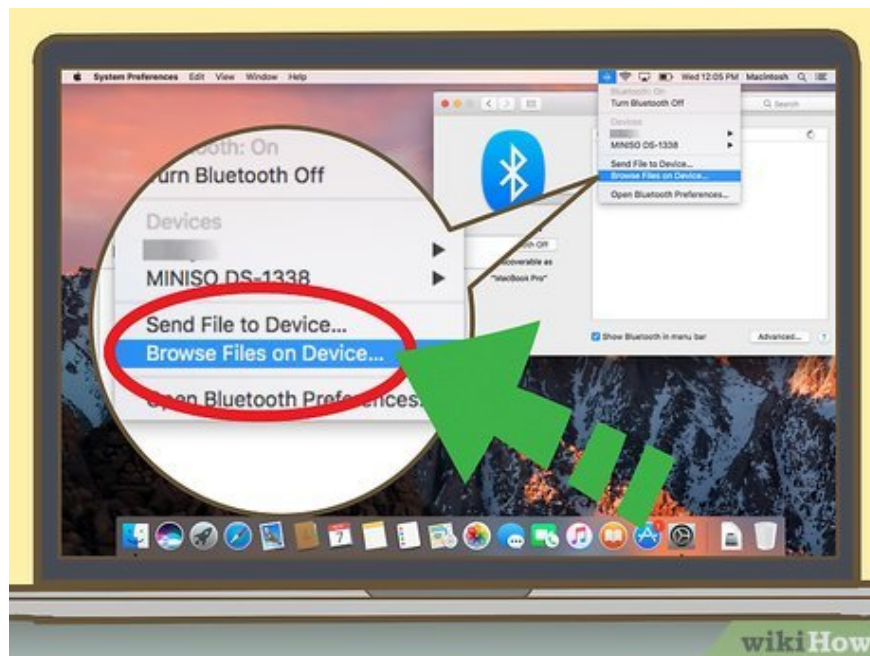 System Preferences Edit View Window Help
Wed 12:05 PM Macintosh
Bluetooth: On
Turn Bluetooth Off
Devices
MINISO DS-1338
Send File to Device...
Browse Files on Device...
Open Bluetooth Preferences...
Search
"MacBook Pro"
Show Bluetooth in menu bar
Advanced...
?
Turn Bluetooth Off
Devices
MINISO DS-1338
Send File to Device...
Browse Files on Device...
Open Bluetooth Preferences
7
wikiHow